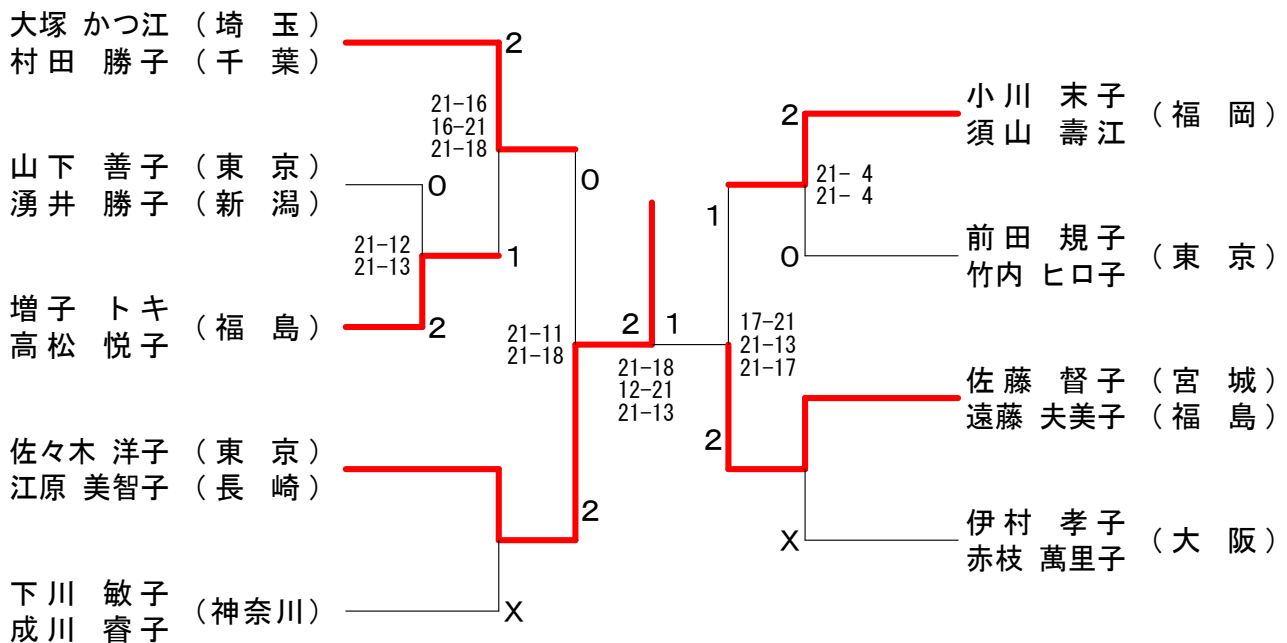 大塚 かつ江 (埼 玉)
村田 勝子 (千 葉)
2
21-16
16-21
21-18
山下 善子 (東 京)
湧井 勝子 (新 潟)
0
0
21-12
21-13
1
増子 トキ
高松 悦子
(福 島)
2
21-11
21-18
佐々木 洋子 (東 京)
江原 美智子 (長 崎)
2
下川 敏子
成川 睿子
(神奈川)
X
2
1
21-18
12-21
21-13
小川 末子
須山 壽江
(福 岡)
2
21- 4
21- 4
1
前田 規子
竹内 ヒロ子
(東 京)
0
17-21
21-13
21-17
佐藤 督子 (宮 城)
遠藤 夫美子 (福 島)
2
伊村 孝子
赤枝 萬里子
(大 阪)
X